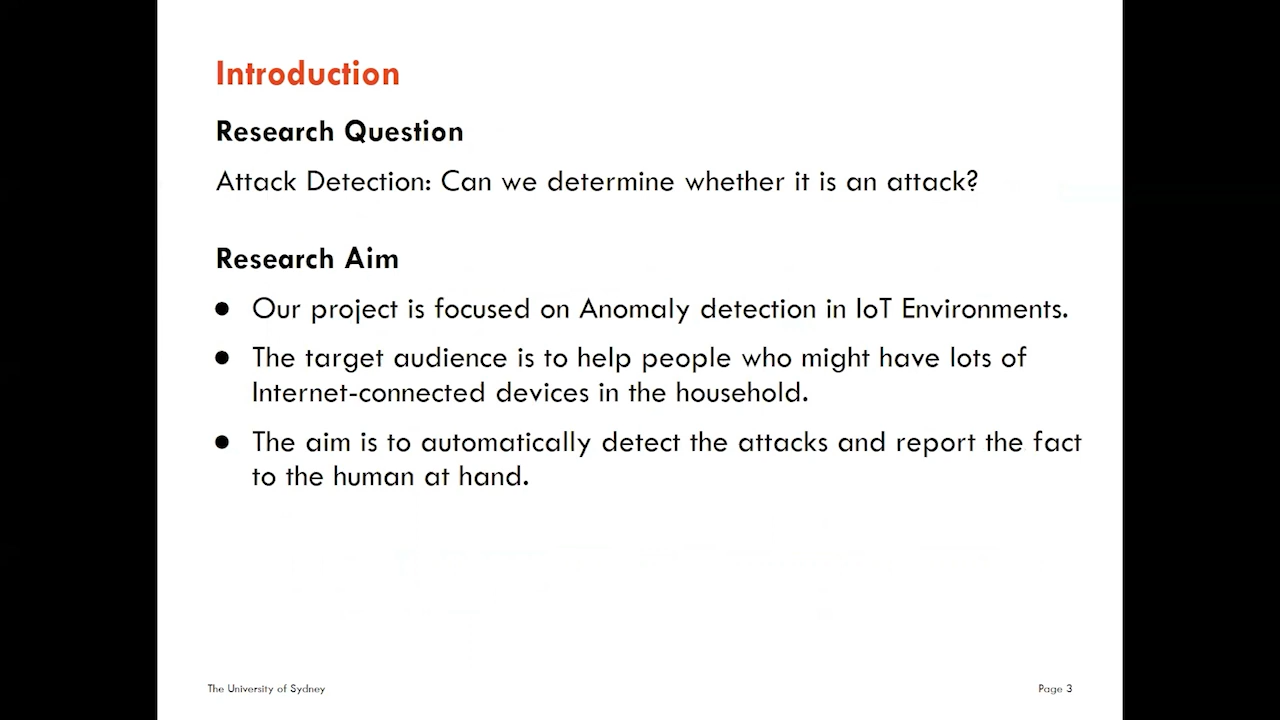 Introduction
Research Question
Attack Detection: Can we determine whether it is an attack?
Research Aim
● Our project is focused on Anomaly detection in IoT Environments.
● The target audience is to help people who might have lots of
Internet-connected devices in the household.
● The aim is to automatically detect the attacks and report the fact
to the human at hand.
The University of Sydney
Page 3